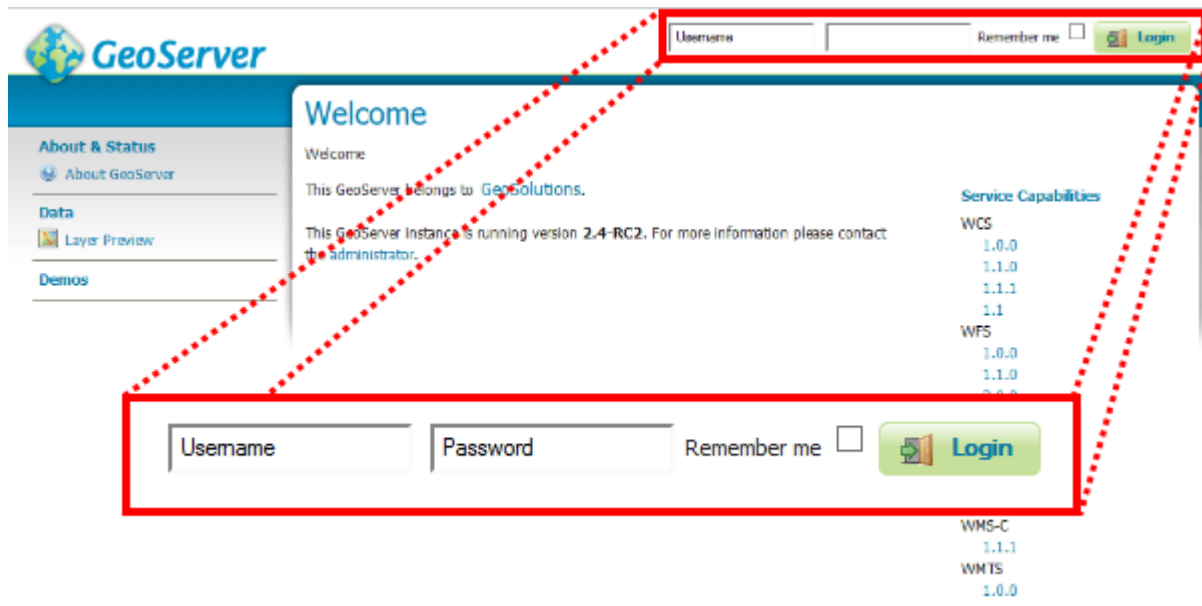 GeoServer
Username
Remember me
Login
Welcome
About & Status
About GeoServer
Data
Layer Preview
Demos
Welcome
This GeoServer belongs to GeoSolutions.
This GeoServer instance is running version 2.4-RC2. For more information please contact
the administrator.
Service Capabilities
WCS
1.0.0
1.1.0
1.1.1
1.1
WFS
1.0.0
1.1.0
Username
Password
Remember me
Login
WMS-C
1.1.1
WMTS
1.0.0